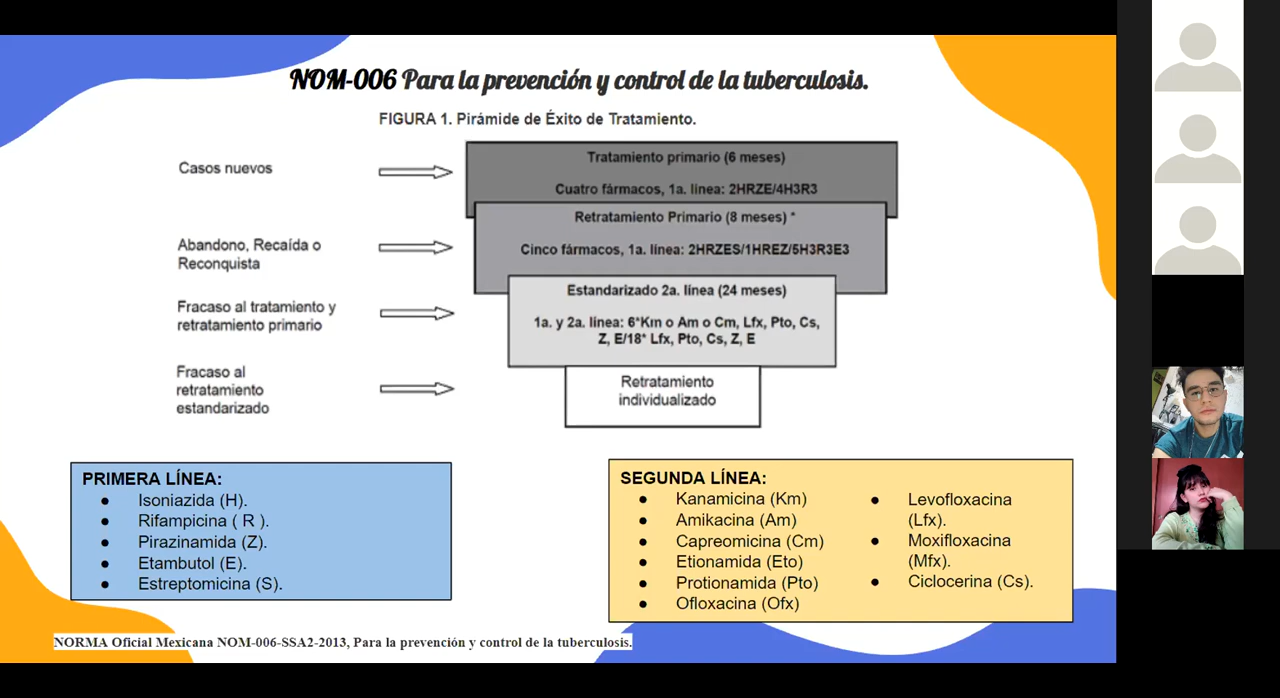 NOM-006 Para la prevención y control de la tuberculosis.
FIGURA 1. Pirámide de Éxito de Tratamiento.
Casos nuevos
Tratamiento primario (6 meses)
Cuatro fármacos, 1a. línea: 2HRZE/4H3R3
Abandono, Recaída o
Reconquista
Retratamiento Primario (8 meses) *
Cinco fármacos, 1a. línea: 2HRZES/1HREZ/5H3R3E3
Fracaso al tratamiento y
retratamiento primario
Estandarizado 2a. línea (24 meses)
1a. y 2a. línea: 6*Km o Am o Cm, Lfx, Pto, Cs,
Z, E/18* Lfx, Pto, Cs, Z, E
Fracaso al
retratamiento
estandarizado
Retratamiento
individualizado
PRIMERA LÍNEA:
● Isoniazida (H).
● Rifampicina ( R ).
● Pirazinamida (Z).
● Etambutol (E).
● Estreptomicina (S).
SEGUNDA LÍNEA:
● Kanamicina (Km)
● Amikacina (Am)
● Capreomicina (Cm)
● Etionamida (Eto)
● Protionamida (Pto)
● Ofloxacina (Ofx)
● Levofloxacina
(Lfx).
● Moxifloxacina
(Mfx).
● Ciclocerina (Cs).
NORMA Oficial Mexicana NOM-006-SSA2-2013, Para la prevención y control de la tuberculosis.